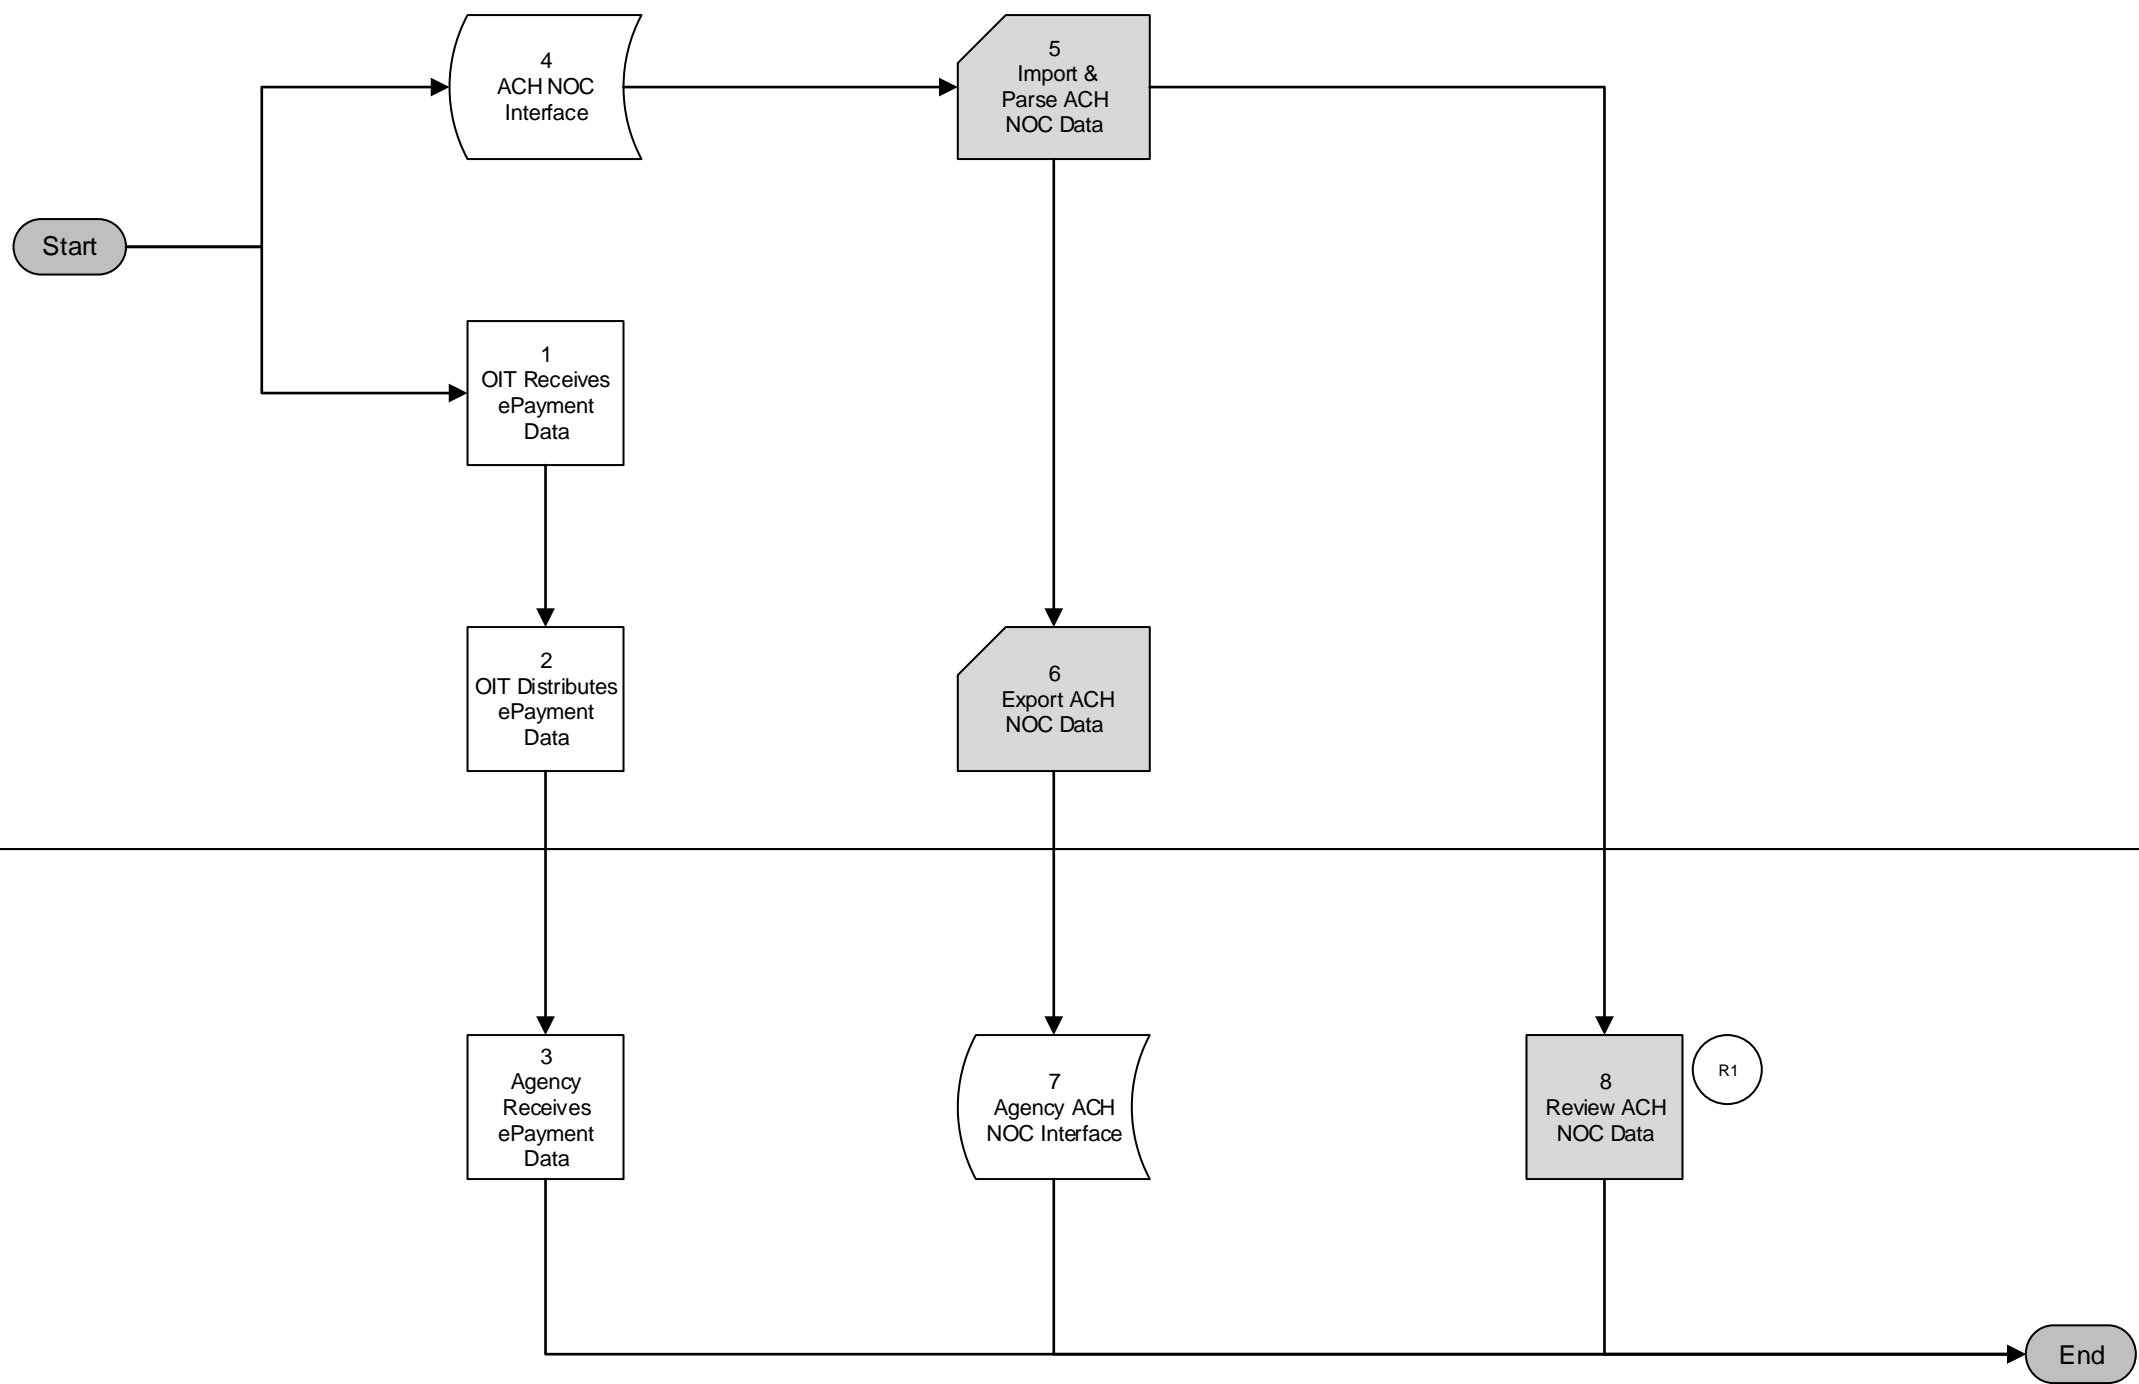 4
ACH NOC
Interface
5
Import &
Parse ACH
NOC Data
Start
1
OIT Receives
ePayment
Data
2
OIT Distributes
ePayment
Data
6
Export ACH
NOC Data
3
Agency
Receives
ePayment
Data
7
Agency ACH
NOC Interface
8
Review ACH
NOC Data
R1
End